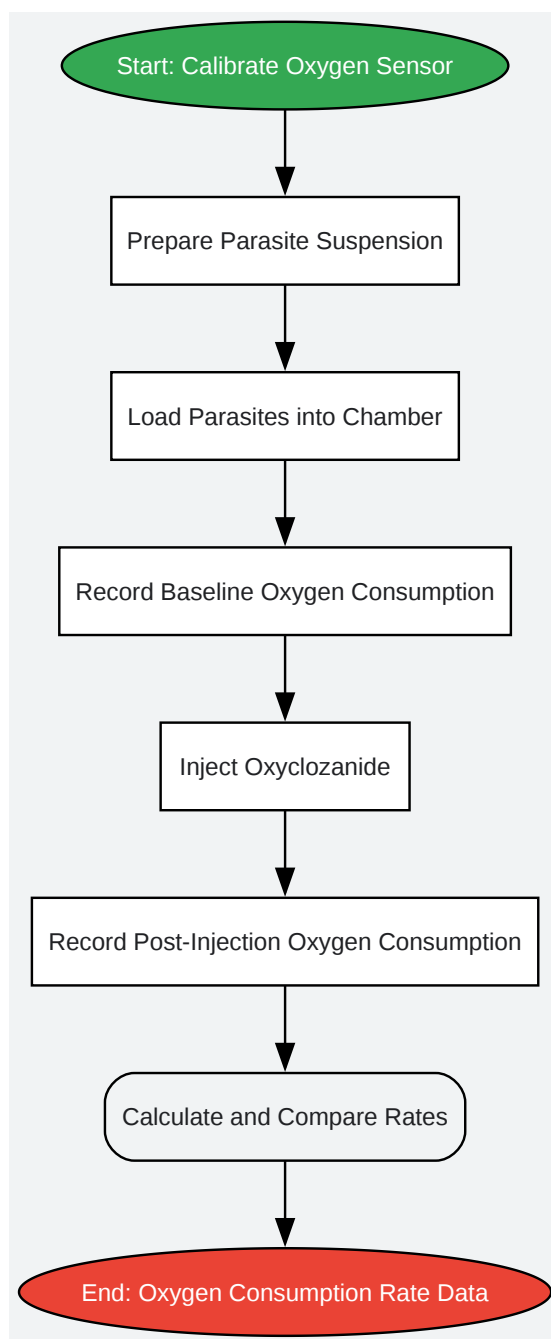 Start: Calibrate Oxygen Sensor
Prepare Parasite Suspension
Load Parasites into Chamber
Record Baseline Oxygen Consumption
Inject Oxyclozanide
Record Post-Injection Oxygen Consumption
Calculate and Compare Rates
End: Oxygen Consumption Rate Data